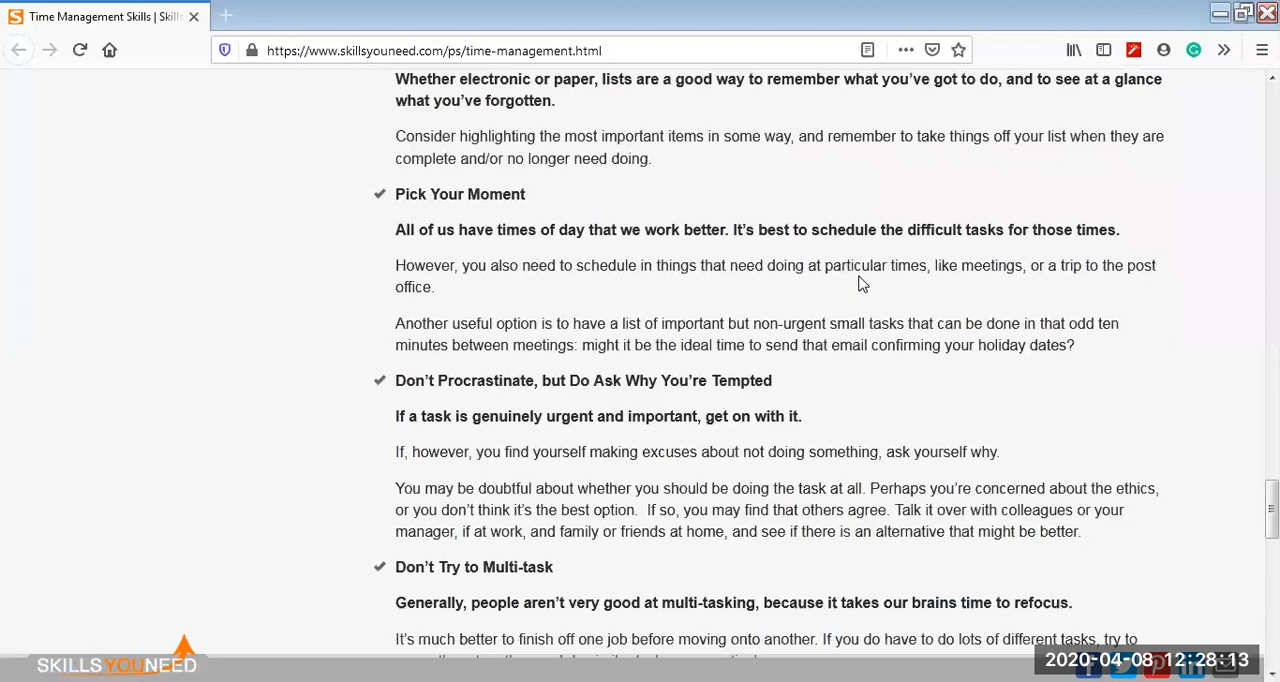 Time Management Skills | Skills
https://www.skillsyouneed.com/ps/time-management.html
Whether electronic or paper, lists are a good way to remember what you've got to do, and to see at a glance
what you've forgotten.
Consider highlighting the most important items in some way, and remember to take things off your list when they are
complete and/or no longer need doing.
Pick Your Moment
All of us have times of day that we work better. It's best to schedule the difficult tasks for those times.
However, you also need to schedule in things that need doing at particular times, like meetings, or a trip to the post
office.
Another useful option is to have a list of important but non-urgent small tasks that can be done in that odd ten
minutes between meetings: might it be the ideal time to send that email confirming your holiday dates?
Don't Procrastinate, but Do Ask Why You're Tempted
If a task is genuinely urgent and important, get on with it.
If, however, you find yourself making excuses about not doing something, ask yourself why.
You may be doubtful about whether you should be doing the task at all. Perhaps you're concerned about the ethics,
or you don't think it's the best option. If so, you may find that others agree. Talk it over with colleagues or your
manager, if at work, and family or friends at home, and see if there is an alternative that might be better.
Don't Try to Multi-task
Generally, people aren't very good at multi-tasking, because it takes our brains time to refocus.
It's much better to finish off one job before moving onto another. If you do have to do lots of different tasks, try to
SKILLSYOUNEED
2020-04-08 12:28:13